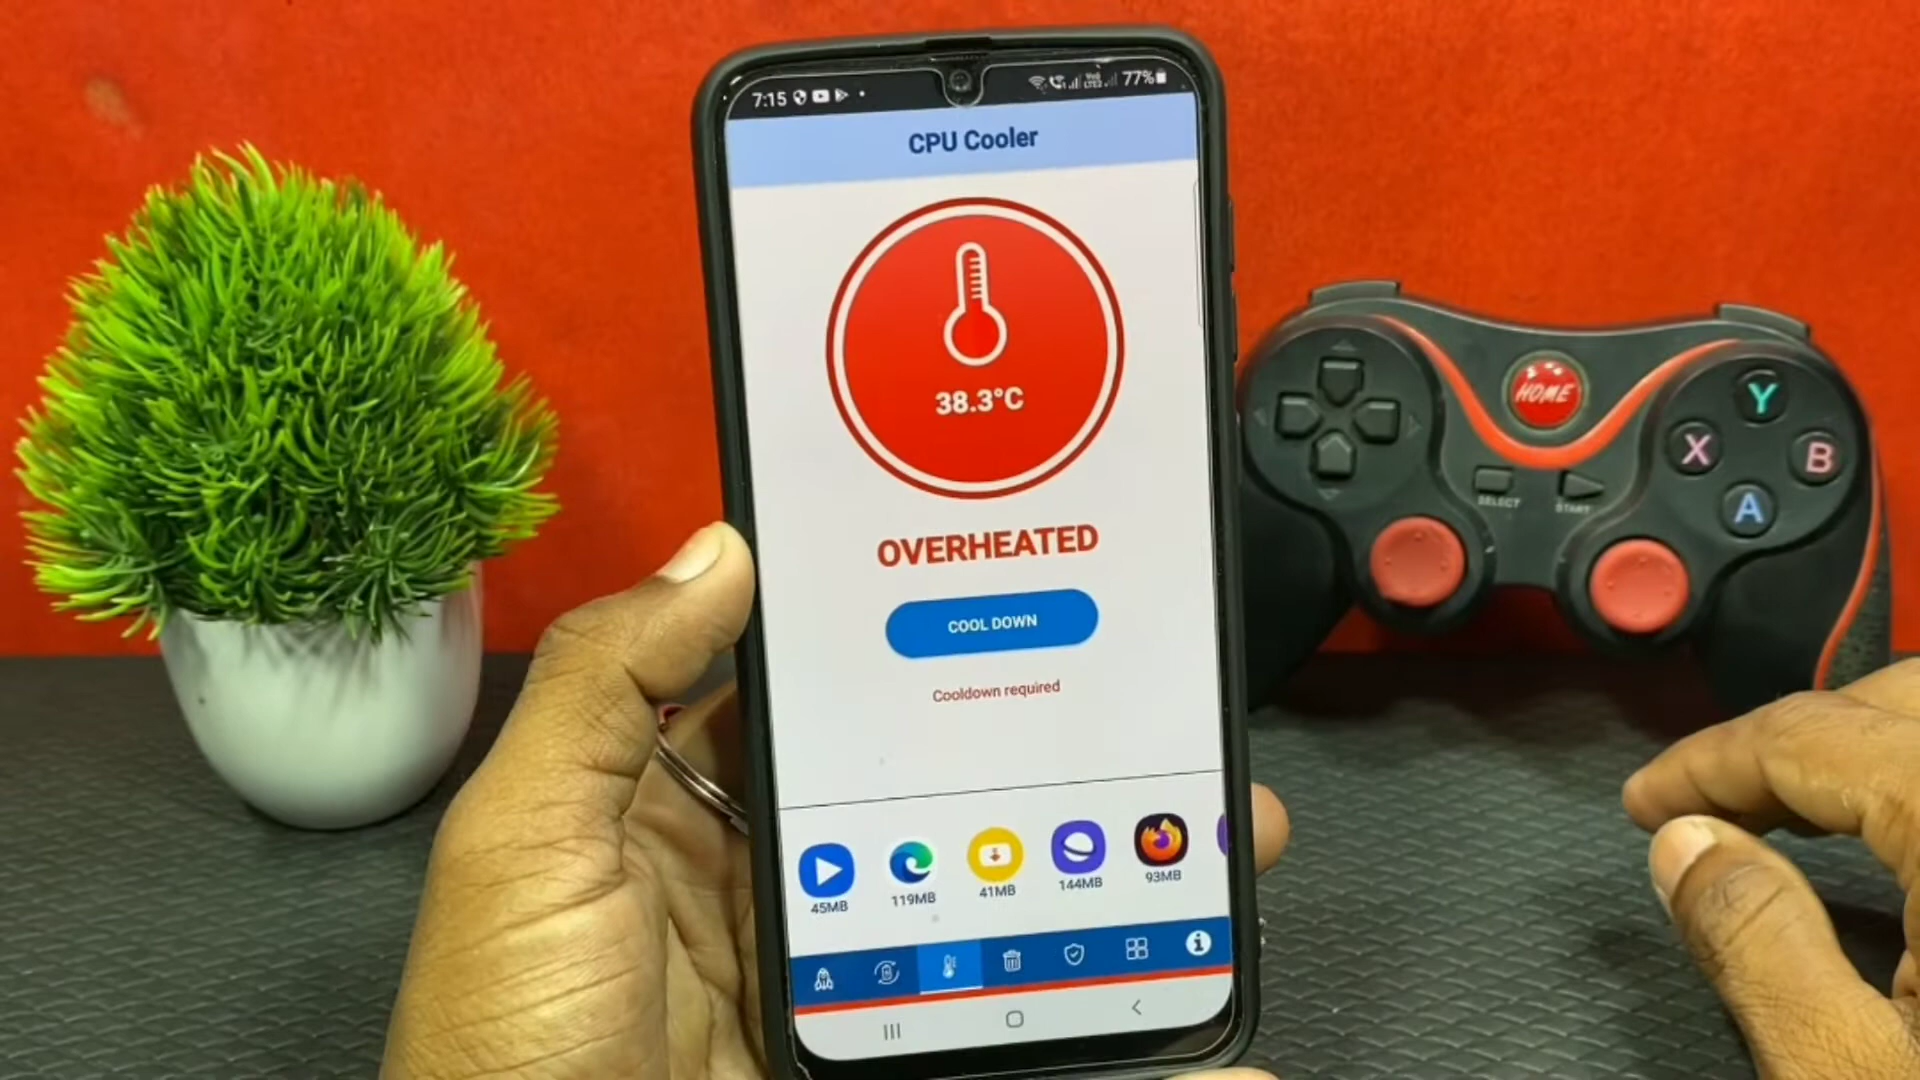 7:15
77%
CPU Cooler
38.3°C
OVERHEATED
COOL DOWN
Cooldown required
45MB
119MB
41MB
144MB
93MB
HOME
SELECT
START
Y
X
B
A